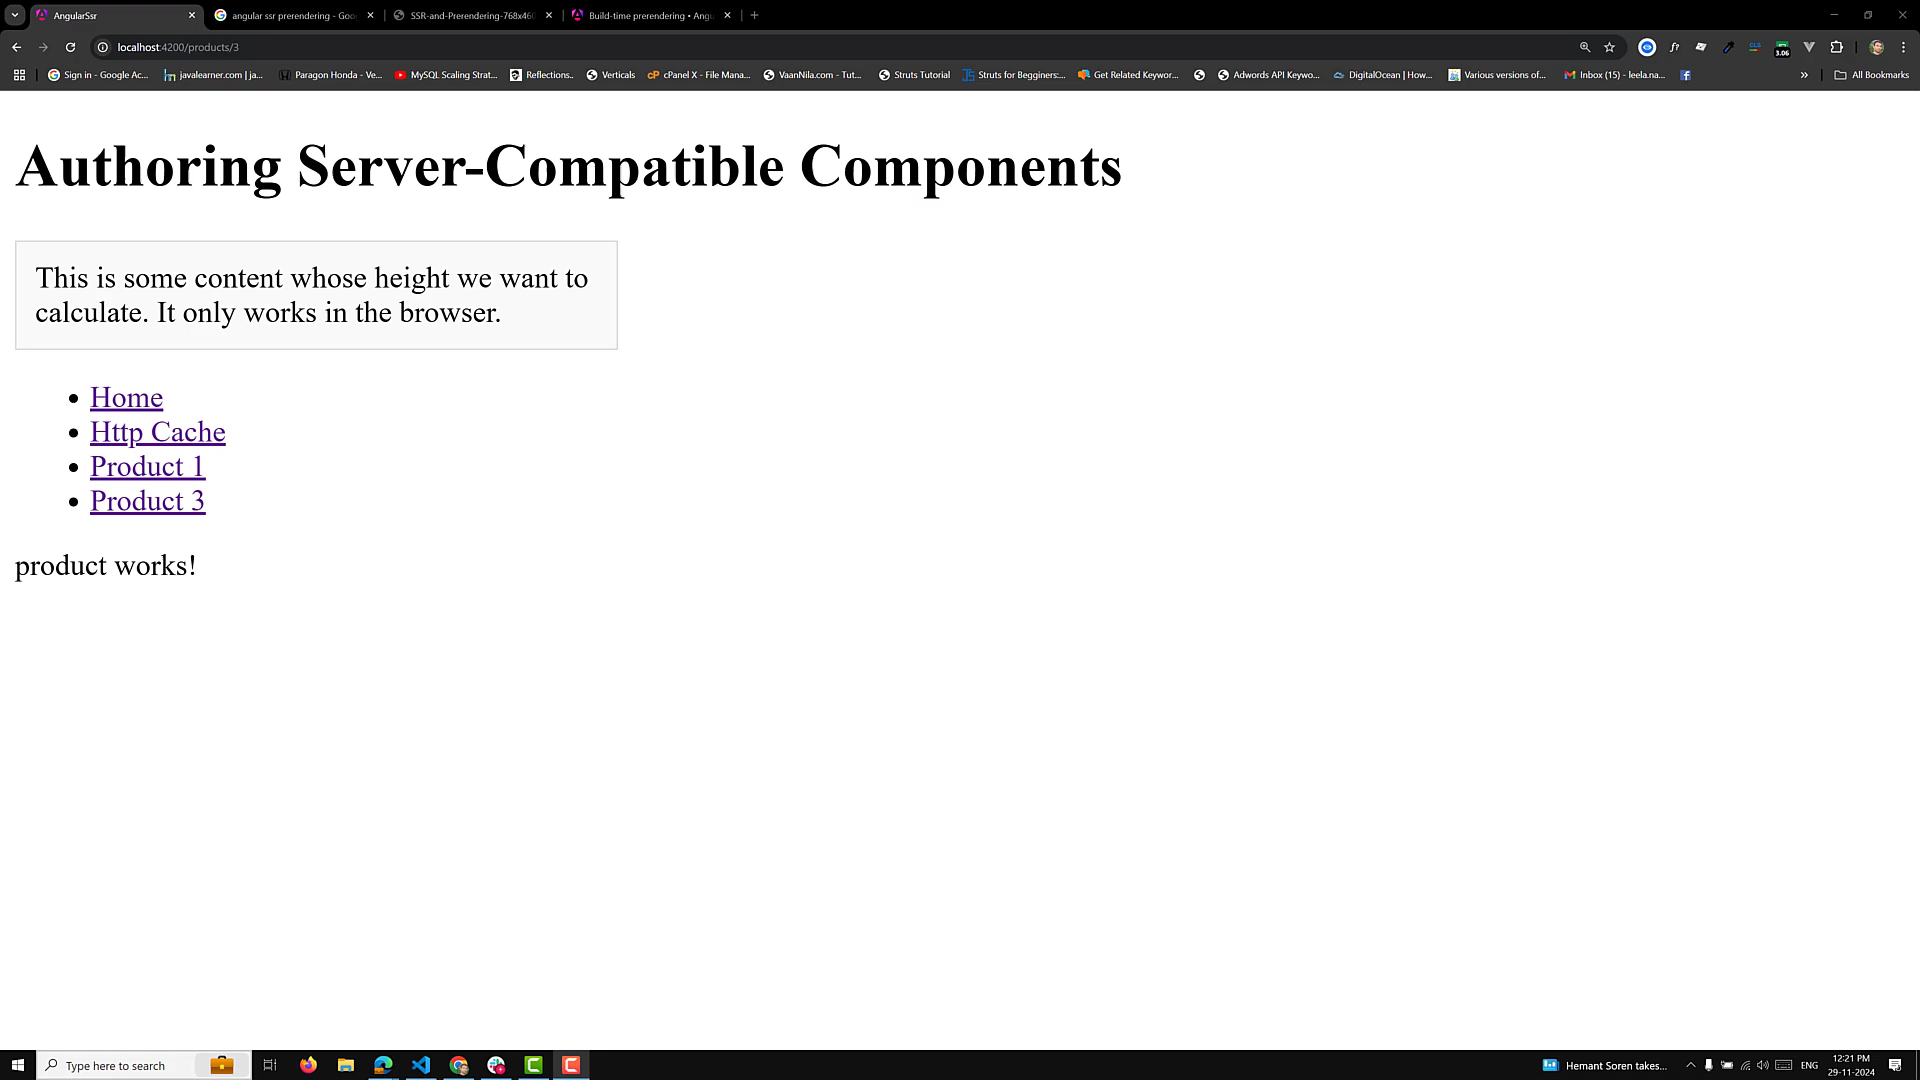 AngularSsr
angular ssr prerendering - Goo
SSR-and-Prerendering-768x460
Build-time prerendering • Angu
localhost:4200/products/3
3.06
Sign in - Google Ac...
javalearner.com | ja...
Paragon Honda - Ve...
MySQL Scaling Strat...
Reflections..
Verticals
cPanel X - File Mana...
VaanNila.com - Tut...
Struts Tutorial
Struts for Begginers:...
Get Related Keywor...
Adwords API Keywo...
DigitalOcean | How...
Various versions of...
Inbox (15) - leela.na...
All Bookmarks
Authoring Server-Compatible Components
This is some content whose height we want to
calculate. It only works in the browser.
Home
Http Cache
Product 1
Product 3
product works!
Type here to search
Hemant Soren takes...
ENG
12:21 PM
29-11-2024